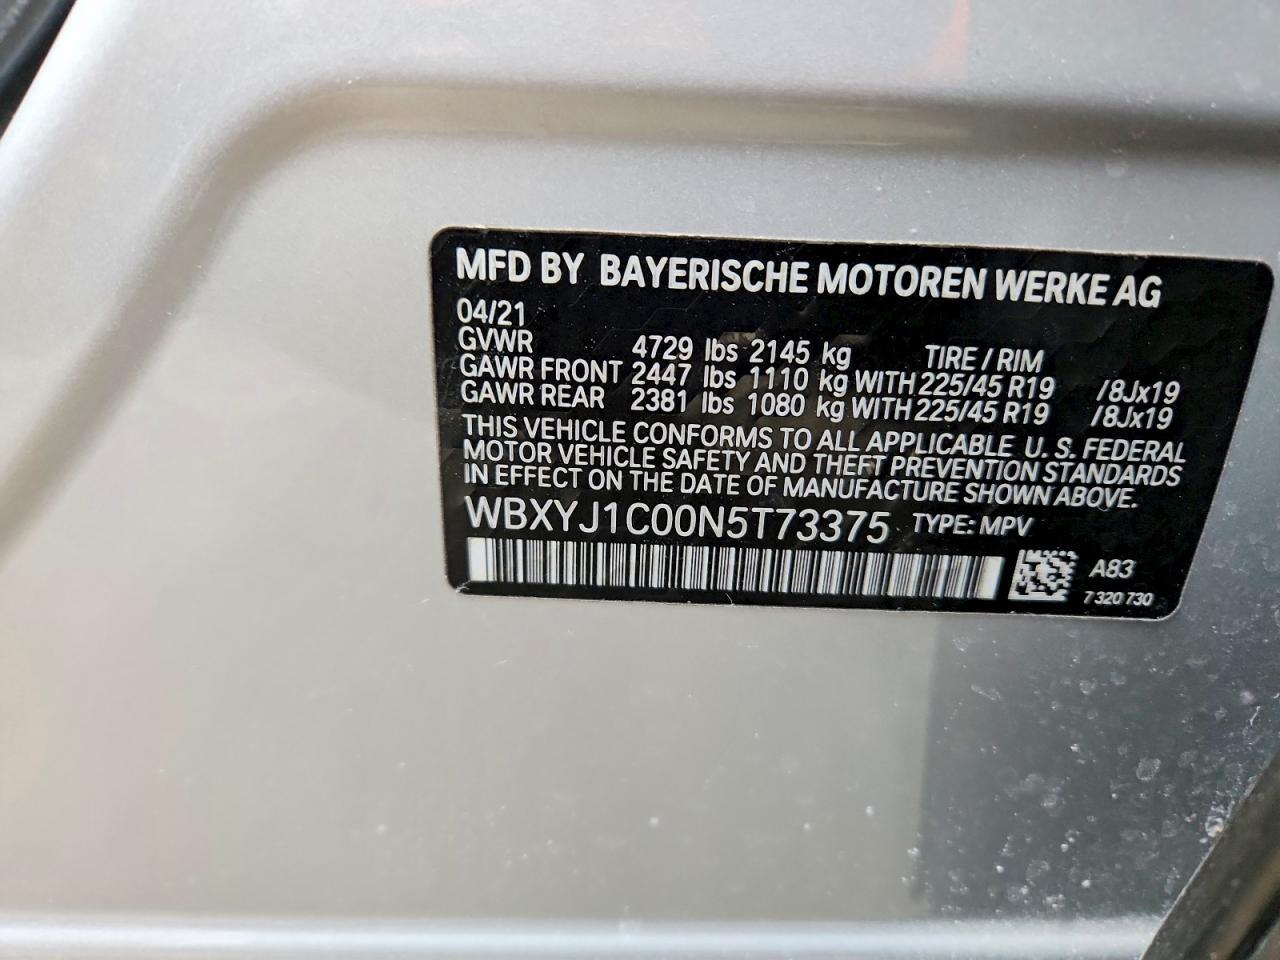 MFD BY BAYERISCHE MOTOREN WERKE AG
04/21
GVWR 4729 lbs 2145 kg TIRE / RIM
GAWR FRONT 2447 lbs 1110 kg WITH 225/45 R19 /8Jx19
GAWR REAR 2381 lbs 1080 kg WITH 225/45 R19 /8Jx19
THIS VEHICLE CONFORMS TO ALL APPLICABLE U. S. FEDERAL
MOTOR VEHICLE SAFETY AND THEFT PREVENTION STANDARDS
IN EFFECT ON THE DATE OF MANUFACTURE SHOWN ABOVE.
WBXYJ1C00N5T73375 TYPE: MPV
A83
7 320 730